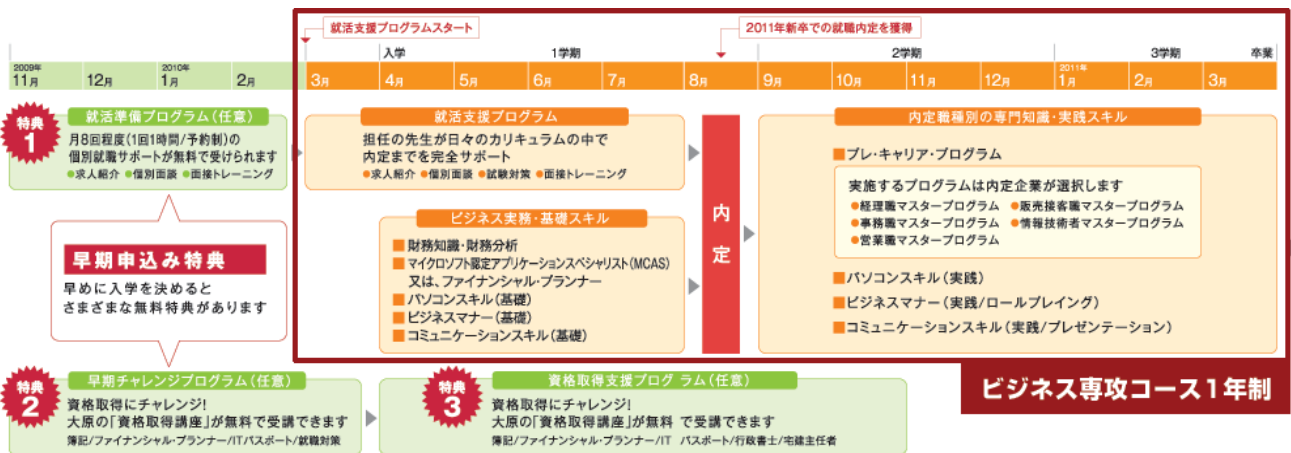 就活支援プログラムスタート
2011年新卒での就職内定を獲得
入学
1学期
2学期
3学期
卒業
2009年
11月
12月
2010年
1月
2月
3月
4月
5月
6月
7月
8月
9月
10月
11月
12月
2011年
1月
2月
3月
特典
1
就活準備プログラム(任意)
月8回程度(1回1時間/予約制)の
個別就職サポートが無料で受けられます
●求人紹介 ●個別面談 ●面接トレーニング
早期申込み特典
早めに入学を決めると
さまざまな無料特典があります
就活支援プログラム
担任の先生が日々のカリキュラムの中で
内定までを完全サポート
●求人紹介 ●個別面談 ●試験対策 ●面接トレーニング
ビジネス実務・基礎スキル
■財務知識・財務分析
■マイクロソフト認定アプリケーションスペシャリスト(MCAS)
又は、ファイナンシャル・プランナー
■パソコンスキル(基礎)
■ビジネスマナー(基礎)
■コミュニケーションスキル(基礎)
内定
内定職種別の専門知識・実践スキル
■プレ・キャリア・プログラム
実施するプログラムは内定企業が選択します
●経理職マスタープログラム ●販売接客職マスタープログラム
●事務職マスタープログラム ●情報技術者マスタープログラム
●営業職マスタープログラム
■パソコンスキル(実践)
■ビジネスマナー(実践/ロールプレイング)
■コミュニケーションスキル(実践/プレゼンテーション)
ビジネス専攻コース1年制
特典
2
早期チャレンジプログラム(任意)
資格取得にチャレンジ!
大原の「資格取得講座」が無料で受講できます
簿記/ファイナンシャル・プランナー/ITパスポート/就職対策
特典
3
資格取得支援プログ ラム(任意)
資格取得にチャレンジ!
大原の「資格取得講座」が無料 で受講できます
簿記/ファイナンシャル・プランナー/IT パスポート/行政書士/宅建主任者